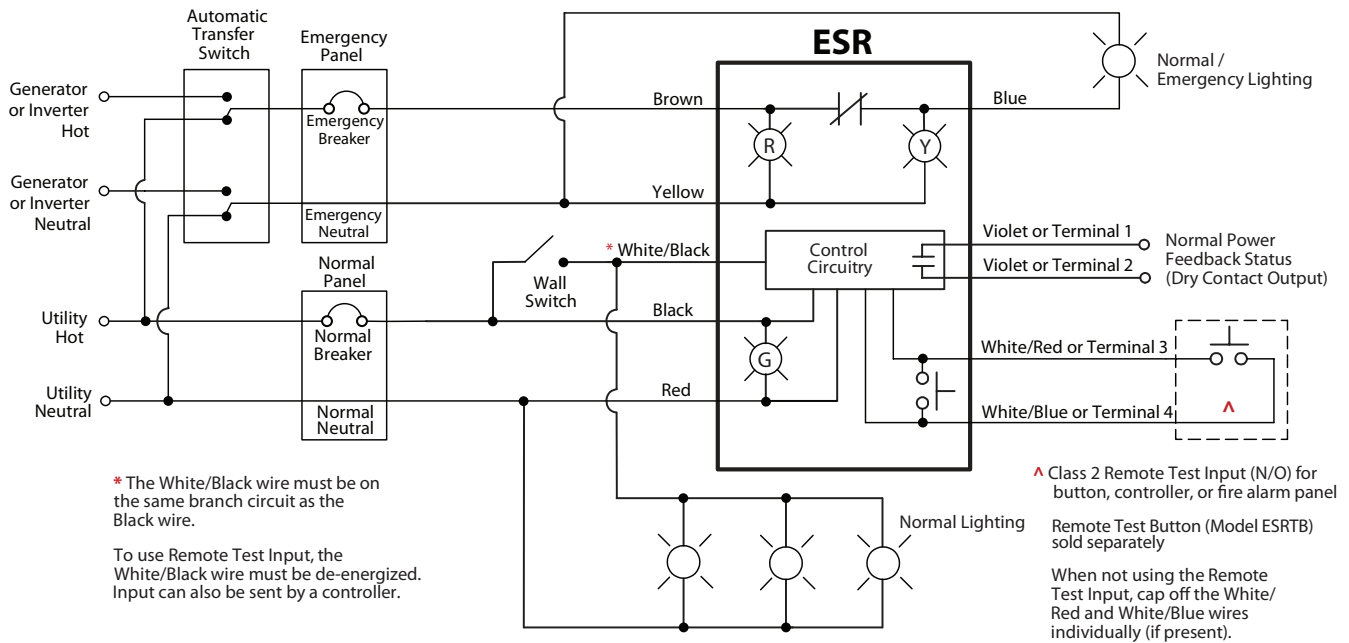 Automatic
Transfer
Switch
Emergency
Panel
ESR
Normal /
Emergency Lighting
Generator
or Inverter
Hot
Brown
Blue
Emergency
Breaker
R
Y
Generator
or Inverter
Neutral
Yellow
Emergency
Neutral
* White/Black
Control
Circuitry
Violet or Terminal 1
Violet or Terminal 2
Normal Power
Feedback Status
(Dry Contact Output)
Normal
Panel
Wall
Switch
Utility
Hot
Black
Normal
Breaker
G
White/Red or Terminal 3
Utility
Neutral
Red
Normal
Neutral
White/Blue or Terminal 4
^
* The White/Black wire must be on
the same branch circuit as the
Black wire.
To use Remote Test Input, the
White/Black wire must be de-energized.
Input can also be sent by a controller.
Normal Lighting
^ Class 2 Remote Test Input (N/O) for
button, controller, or fire alarm panel
Remote Test Button (Model ESRTB)
sold separately
When not using the Remote
Test Input, cap off the White/
Red and White/Blue wires
individually (if present).